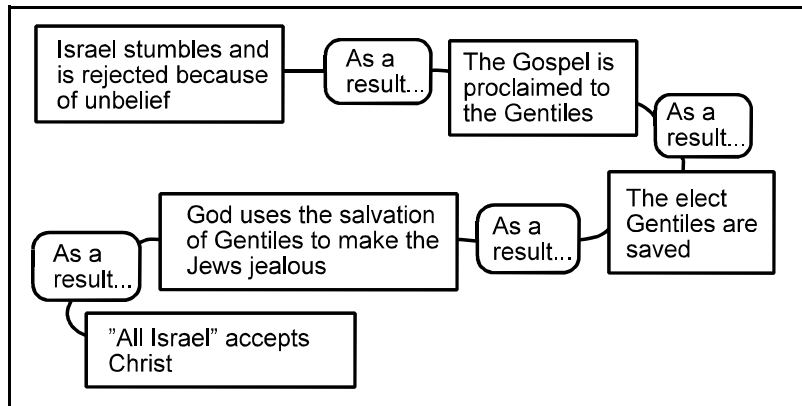 Israel stumbles and
is rejected because
of unbelief
As a
result...
The Gospel is
proclaimed to
the Gentiles
As a
result...
The elect
Gentiles are
saved
As a
result...
God uses the salvation
of Gentiles to make the
Jews jealous
As a
result...
”All Israel” accepts
Christ